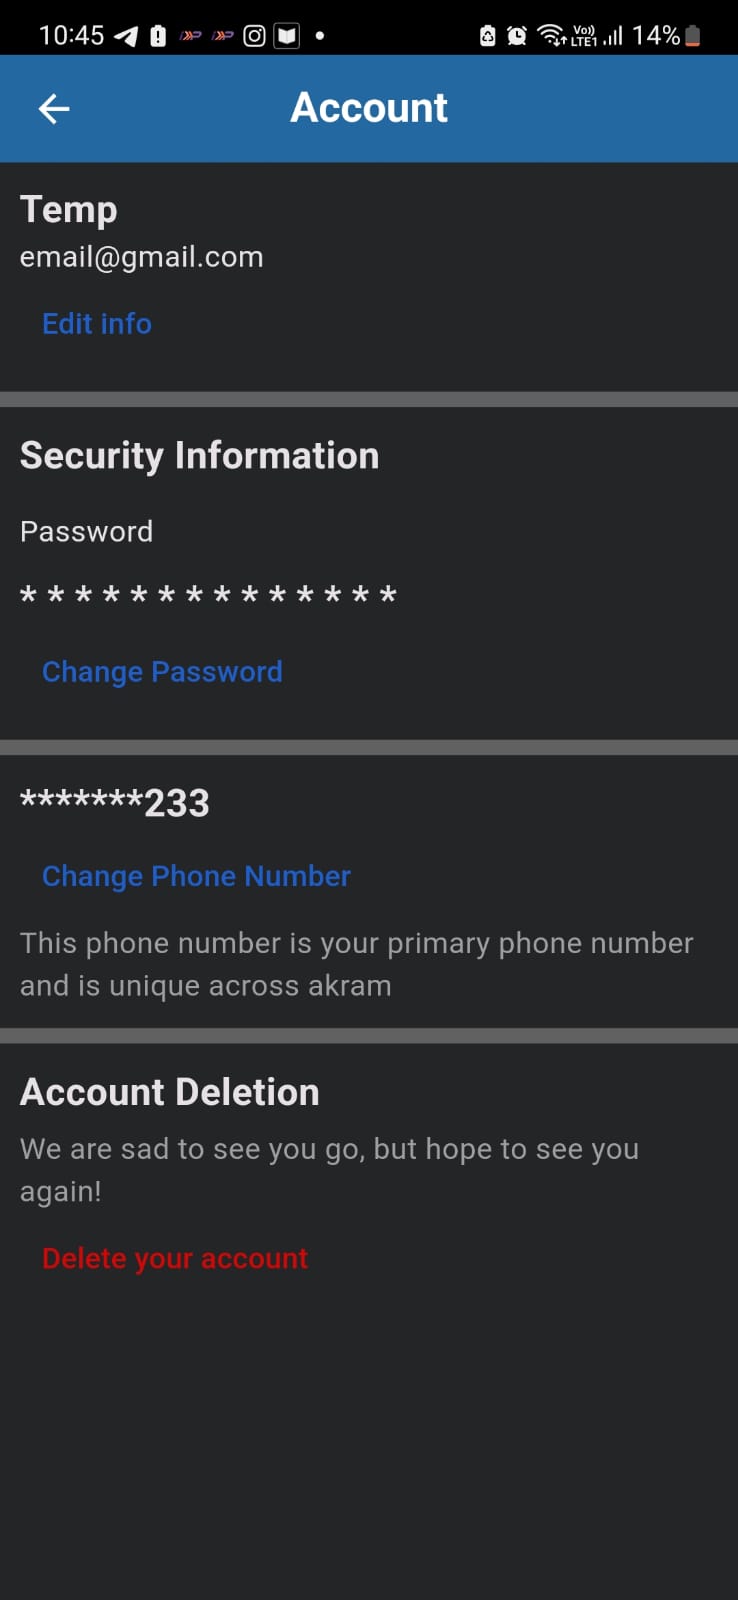 10:45 Vo)) LTE1 14%
Account
Temp
email@gmail.com
Edit info
Security Information
Password
* * * * * * * * * * * * * *
Change Password
*******233
Change Phone Number
This phone number is your primary phone number
and is unique across akram
Account Deletion
We are sad to see you go, but hope to see you
again!
Delete your account